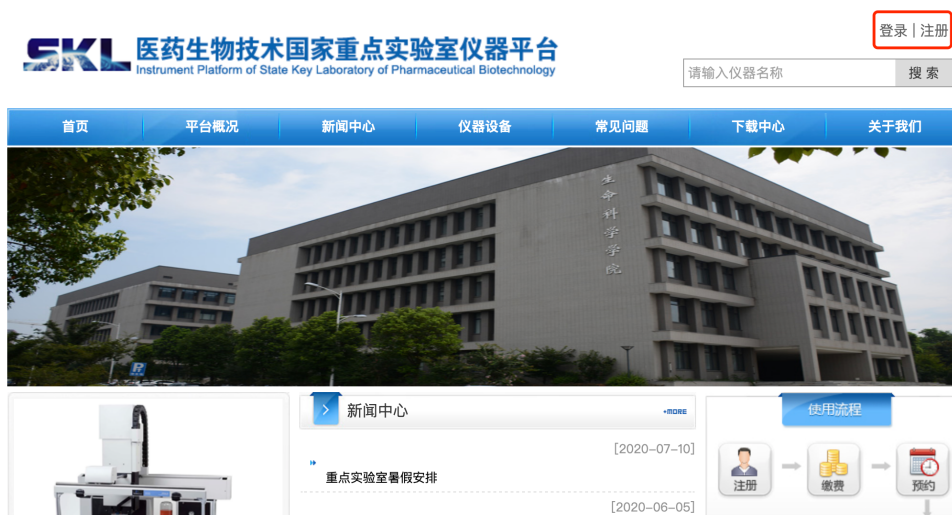 登录 | 注册
SKL 医药生物技术国家重点实验室仪器平台
Instrument Platform of State Key Laboratory of Pharmaceutical Biotechnology
请输入仪器名称 搜 索
首页 平台概况 新闻中心 仪器设备 常见问题 下载中心 关于我们
生命科学学院
R
新闻中心 +MORE
使用流程
[2020-07-10]
重点实验室暑假安排
注册 缴费 预约
[2020-06-05]